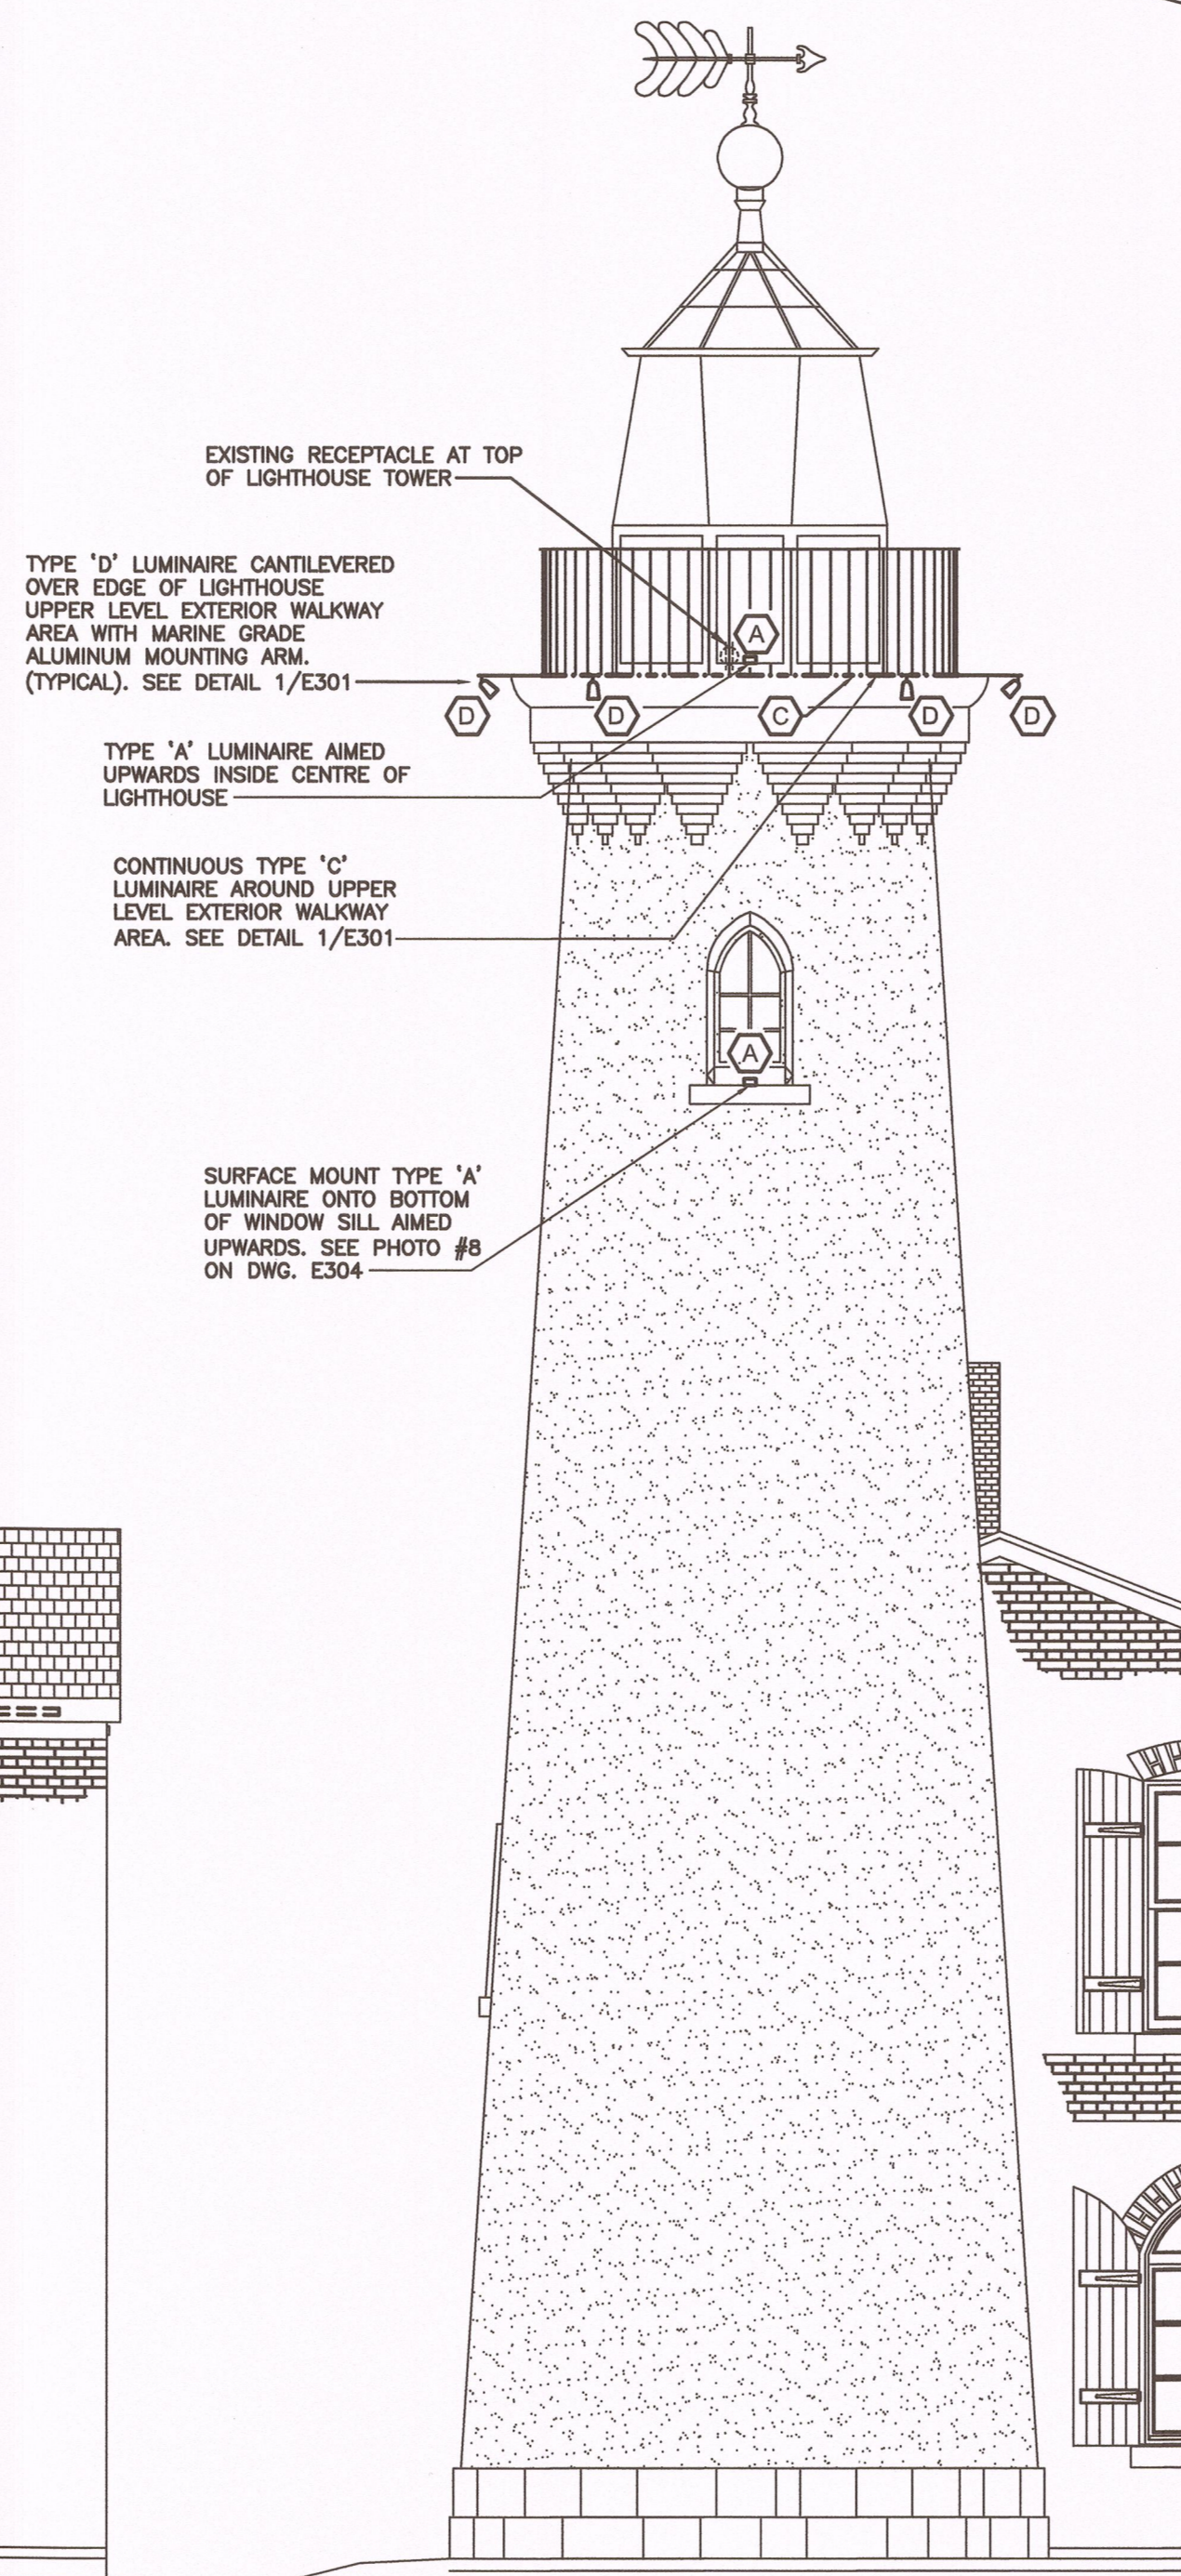 EXISTING RECEPTACLE AT TOP
OF LIGHTHOUSE TOWER
TYPE 'D' LUMINAIRE CANTILEVERED
OVER EDGE OF LIGHTHOUSE
UPPER LEVEL EXTERIOR WALKWAY
AREA WITH MARINE GRADE
ALUMINUM MOUNTING ARM.
(TYPICAL). SEE DETAIL 1/E301
A
D
D
C
D
D
TYPE 'A' LUMINAIRE AIMED
UPWARDS INSIDE CENTRE OF
LIGHTHOUSE
CONTINUOUS TYPE 'C'
LUMINAIRE AROUND UPPER
LEVEL EXTERIOR WALKWAY
AREA. SEE DETAIL 1/E301
A
SURFACE MOUNT TYPE 'A'
LUMINAIRE ONTO BOTTOM
OF WINDOW SILL AIMED
UPWARDS. SEE PHOTO #8
ON DWG. E304